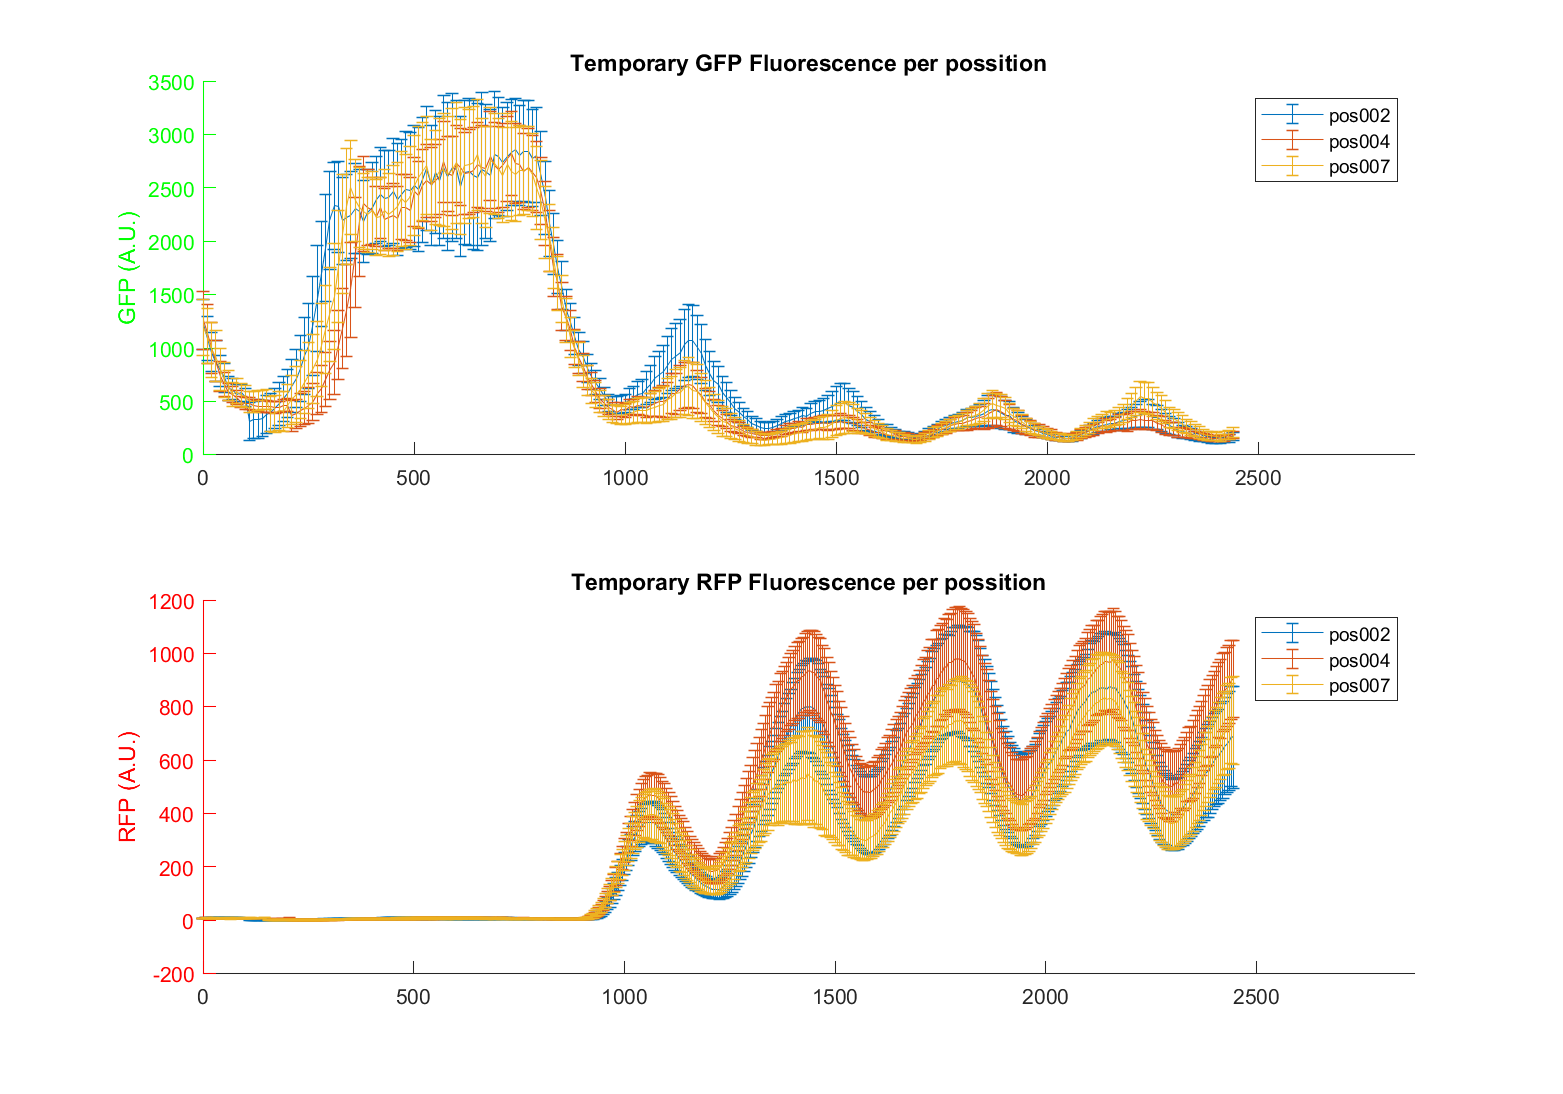 Temporary GFP Fluorescence per possition
GFP (A.U.)
3500
3000
2500
2000
1500
1000
500
0
0 500 1000 1500 2000 2500
pos002
pos004
pos007
Temporary RFP Fluorescence per possition
RFP (A.U.)
1200
1000
800
600
400
200
0
-200
0 500 1000 1500 2000 2500
pos002
pos004
pos007